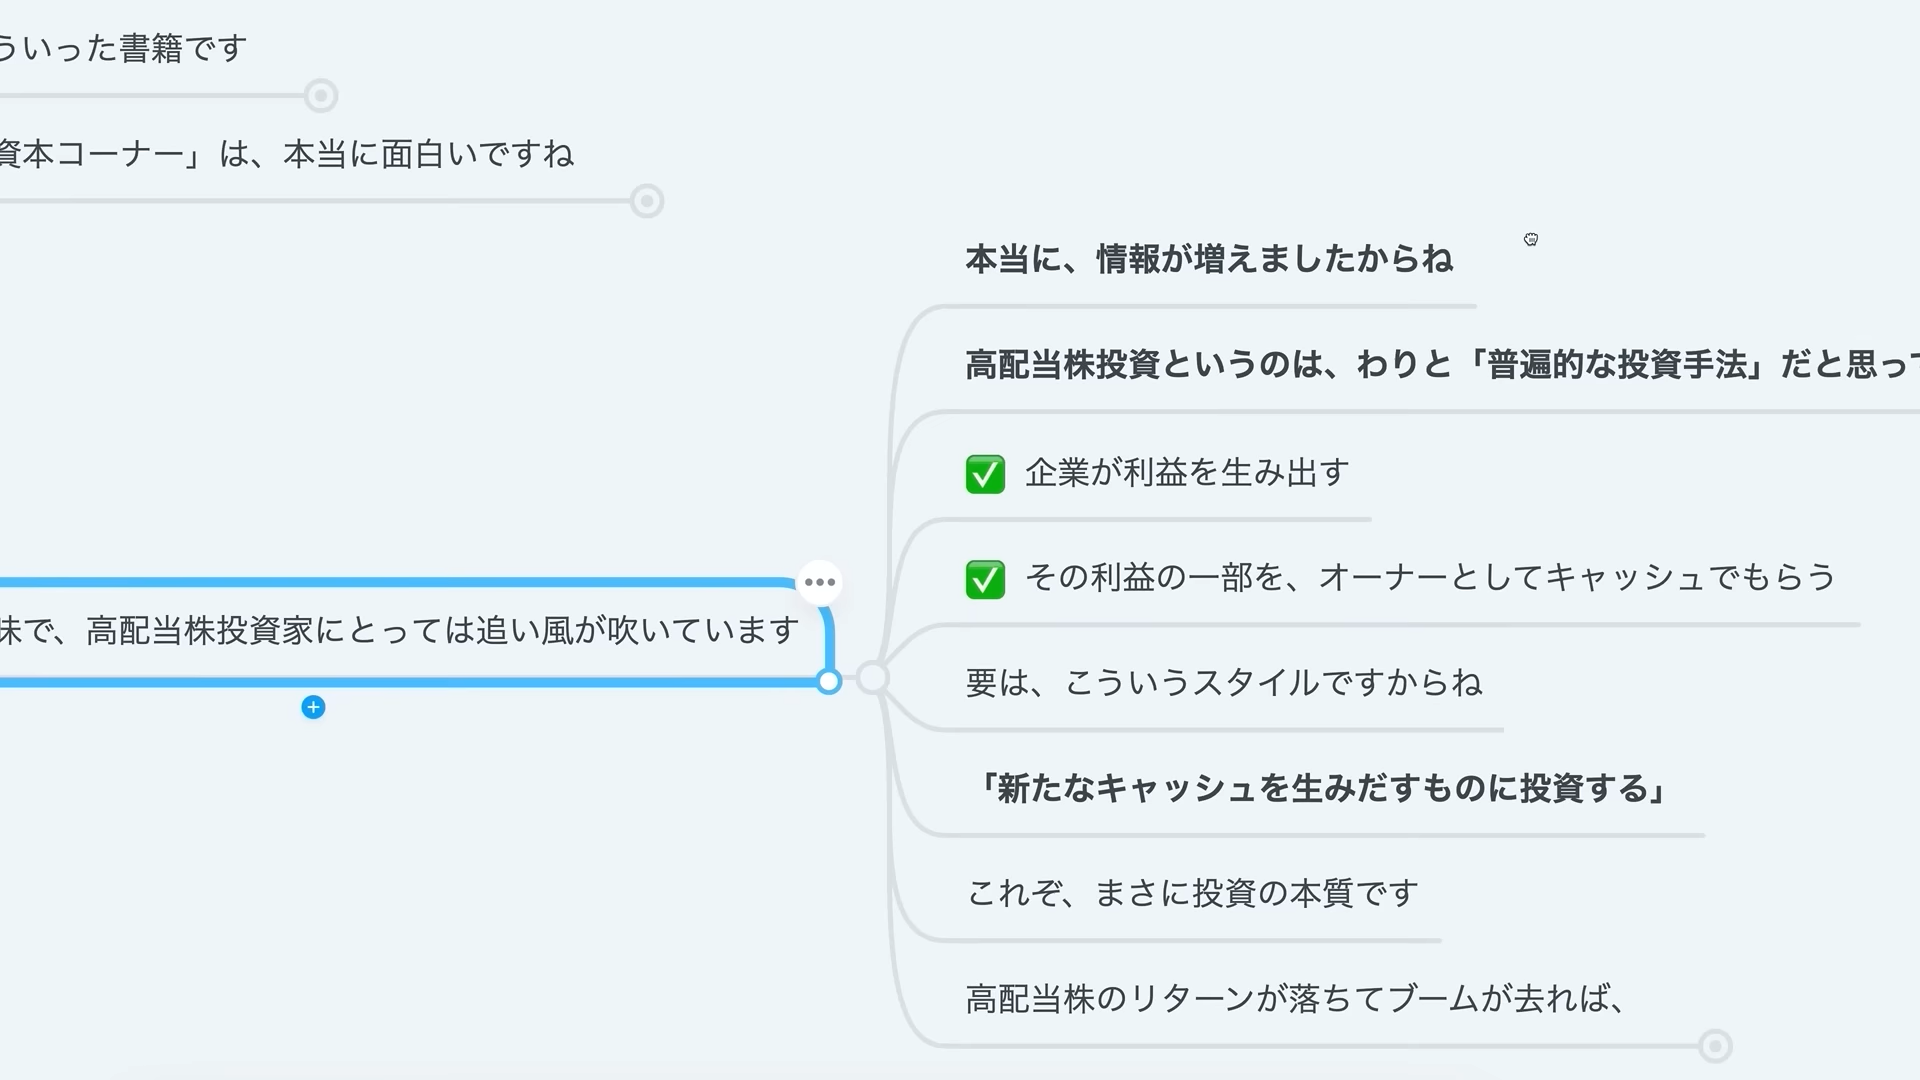 ういった書籍です
資本コーナー」は、本当に面白いですね
本当に、情報が増えましたからね
高配当株投資というのは、わりと「普遍的な投資手法」だと思って
✅ 企業が利益を生み出す
✅ その利益の一部を、オーナーとしてキャッシュでもらう
味で、高配当株投資家にとっては追い風が吹いています
要は、こういうスタイルですからね
「新たなキャッシュを生みだすものに投資する」
これぞ、まさに投資の本質です
高配当株のリターンが落ちてブームが去れば、